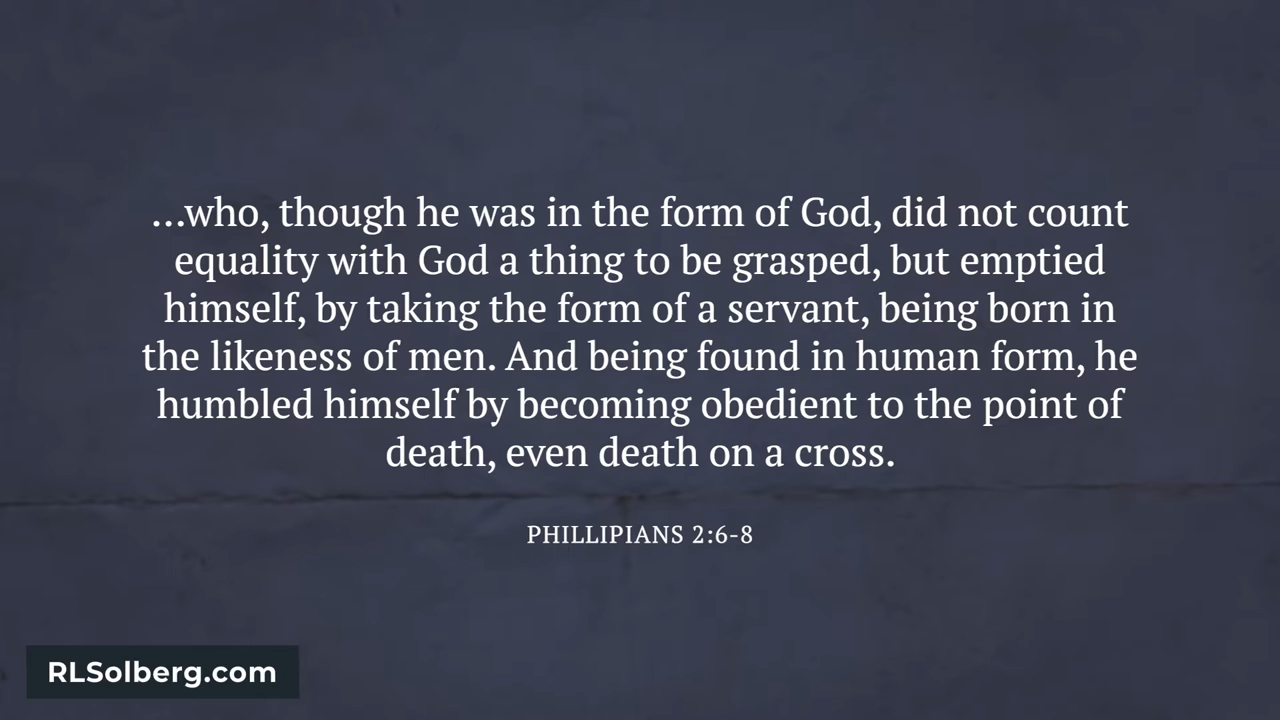 ...who, though he was in the form of God, did not count
equality with God a thing to be grasped, but emptied
himself, by taking the form of a servant, being born in
the likeness of men. And being found in human form, he
humbled himself by becoming obedient to the point of
death, even death on a cross.
PHILLIPIANS 2:6-8
RLSolberg.com